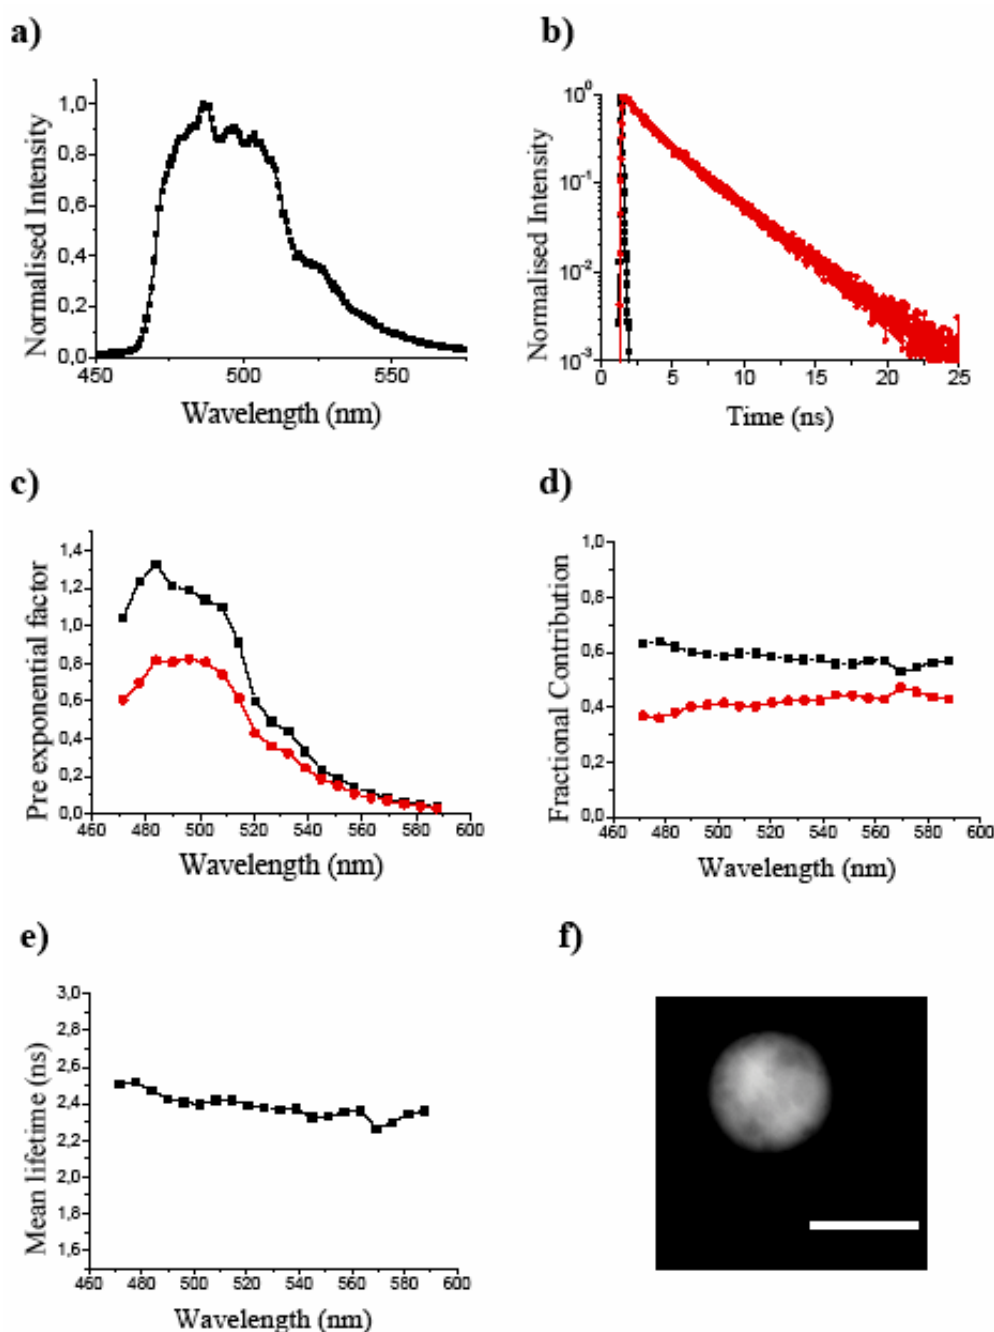 a)
Normalised Intensity
1,0
0,8
0,6
0,4
0,2
0,0
450 500 550
Wavelength (nm)
b)
Normalised Intensity
10⁰
10⁻¹
10⁻²
10⁻³
0 5 10 15 20 25
Time (ns)
c)
Pre exponential factor
1,4
1,2
1,0
0,8
0,6
0,4
0,2
0,0
460 480 500 520 540 560 580 600
Wavelength (nm)
d)
Fractional Contribution
1,0
0,8
0,6
0,4
0,2
0,0
460 480 500 520 540 560 580 600
Wavelength (nm)
e)
Mean lifetime (ns)
3,0
2,8
2,6
2,4
2,2
2,0
1,8
1,6
460 480 500 520 540 560 580 600
Wavelength (nm)
f)